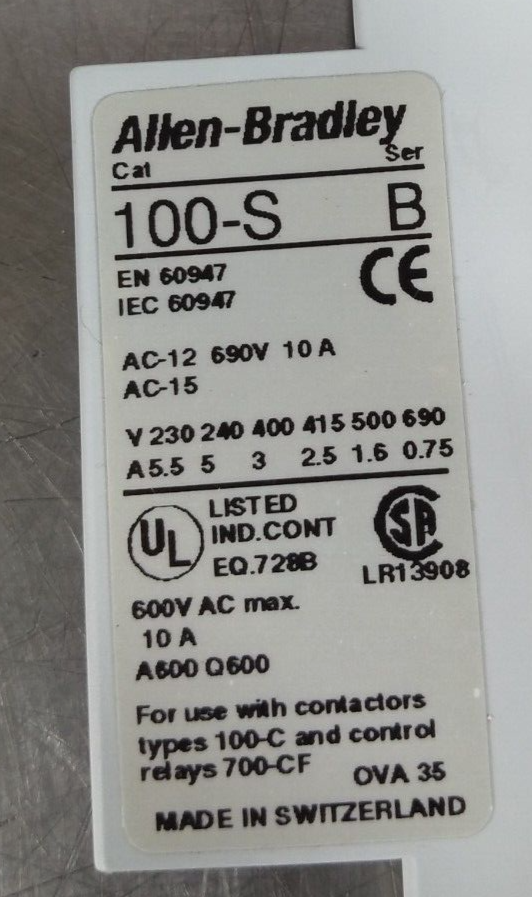 Allen-Bradley
Cat Ser
100-S B
EN 60947
IEC 60947
CE
AC-12 690V 10 A
AC-15
V 230 240 400 415 500 690
A 5.5 5 3 2.5 1.6 0.75
UL
LISTED
IND.CONT
EQ.728B
SA
LR13908
600V AC max.
10 A
A600 Q600
For use with contactors
types 100-C and control
relays 700-CF
OVA 35
MADE IN SWITZERLAND